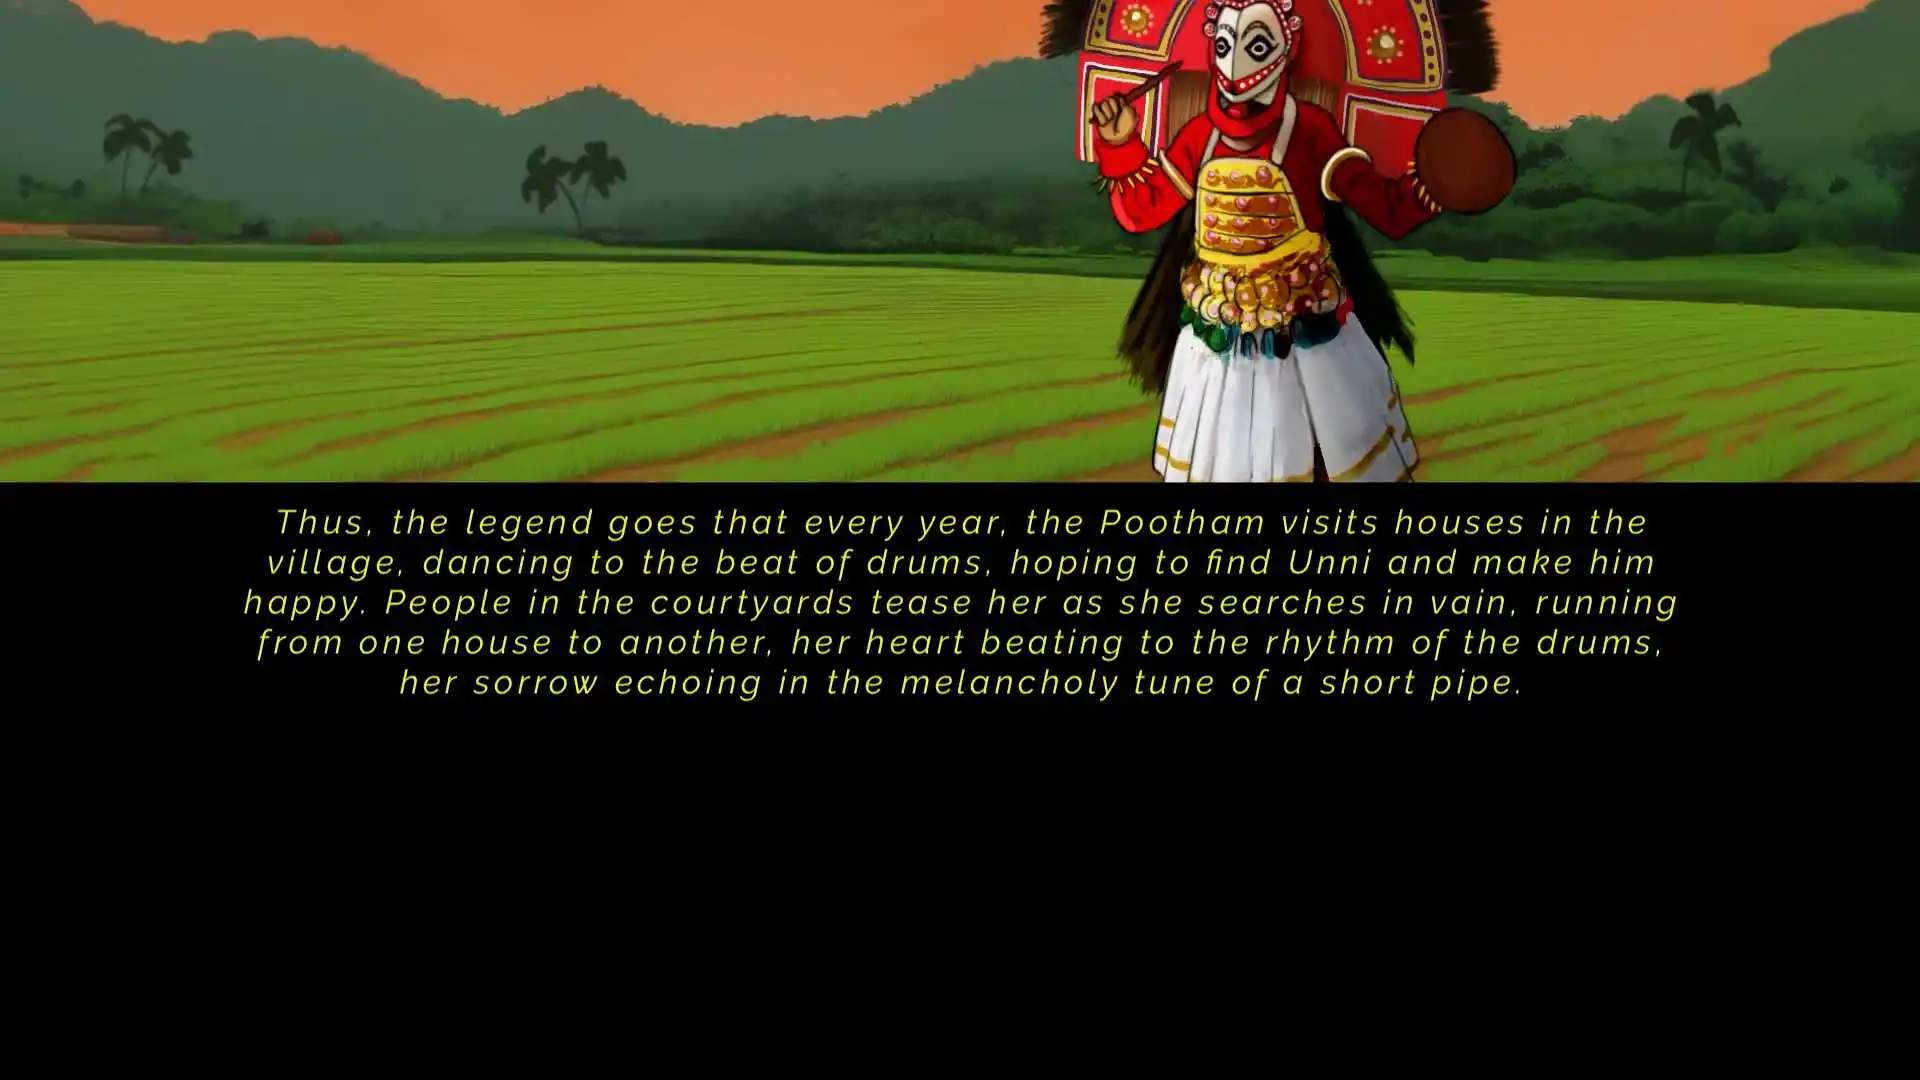 Thus, the legend goes that every year, the Pootham visits houses in the
village, dancing to the beat of drums, hoping to find Unni and make him
happy. People in the courtyards tease her as she searches in vain, running
from one house to another, her heart beating to the rhythm of the drums,
her sorrow echoing in the melancholy tune of a short pipe.